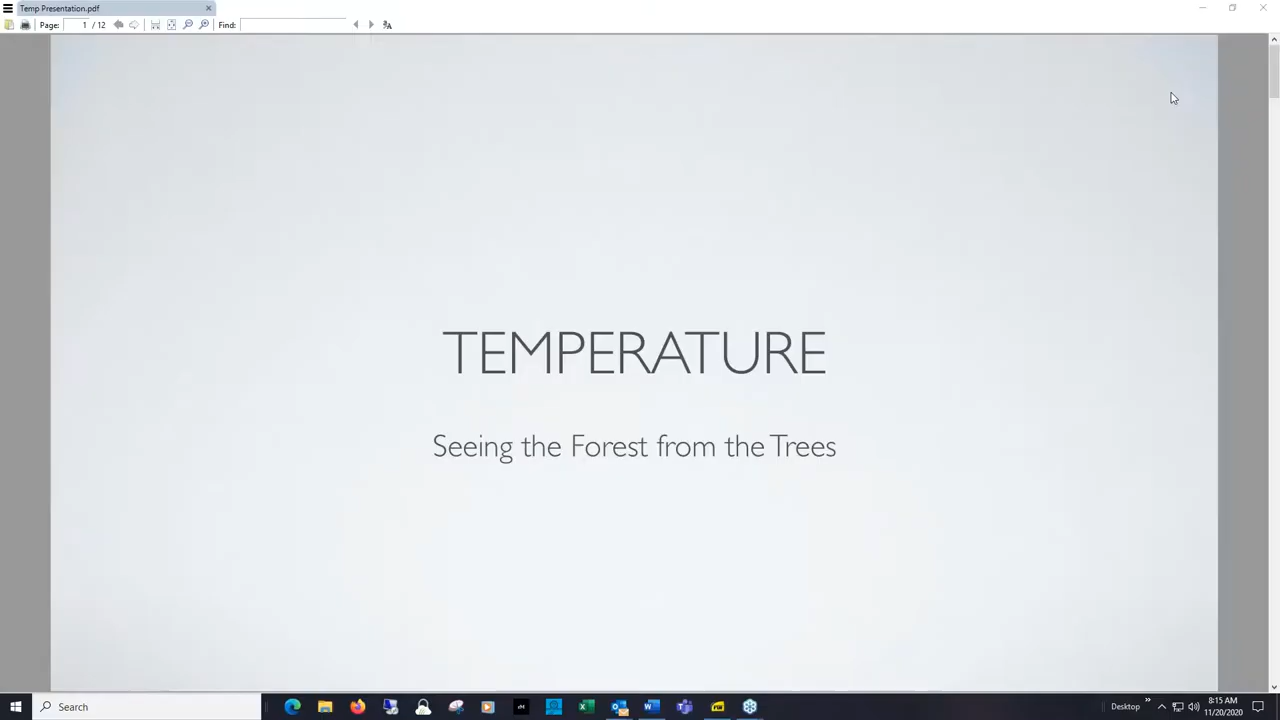 Temp Presentation.pdf
Page: 1 / 12 Find:
TEMPERATURE
Seeing the Forest from the Trees
Search
Desktop
8:15 AM
11/20/2020